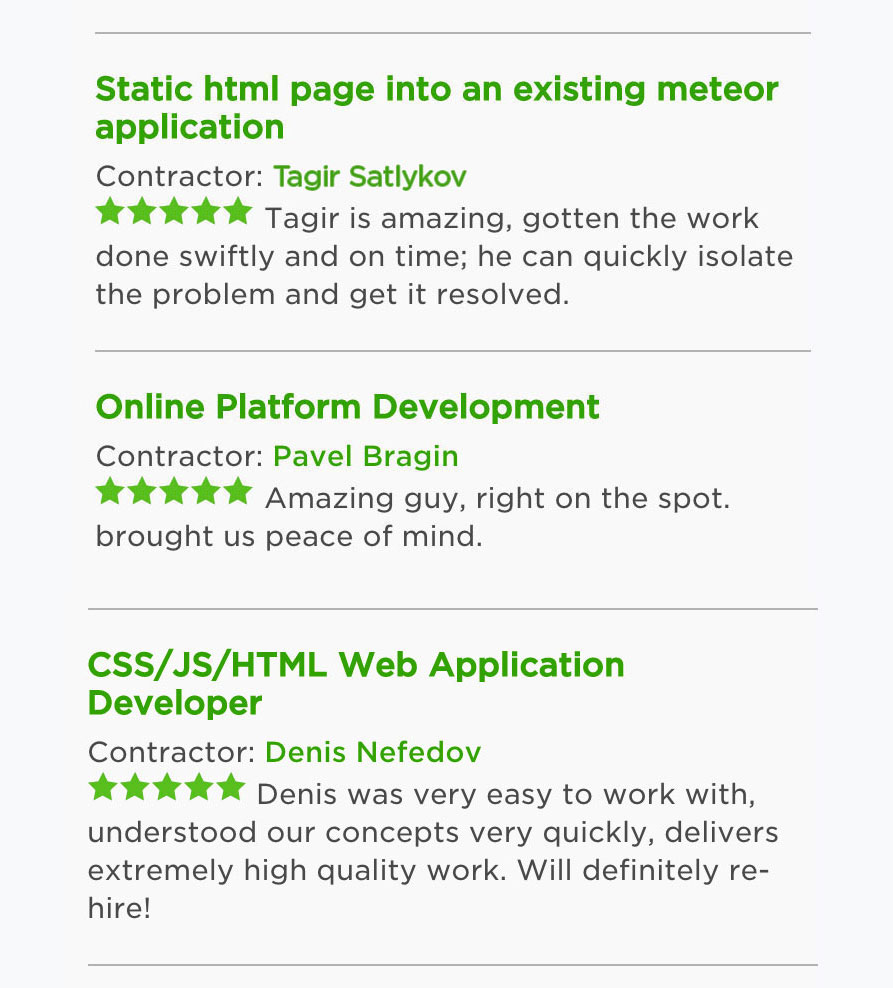 Static html page into an existing meteor
application
Contractor: Tagir Satlykov
Tagir is amazing, gotten the work
done swiftly and on time; he can quickly isolate
the problem and get it resolved.
Online Platform Development
Contractor: Pavel Bragin
Amazing guy, right on the spot.
brought us peace of mind.
CSS/JS/HTML Web Application
Developer
Contractor: Denis Nefedov
Denis was very easy to work with,
understood our concepts very quickly, delivers
extremely high quality work. Will definitely re-
hire!